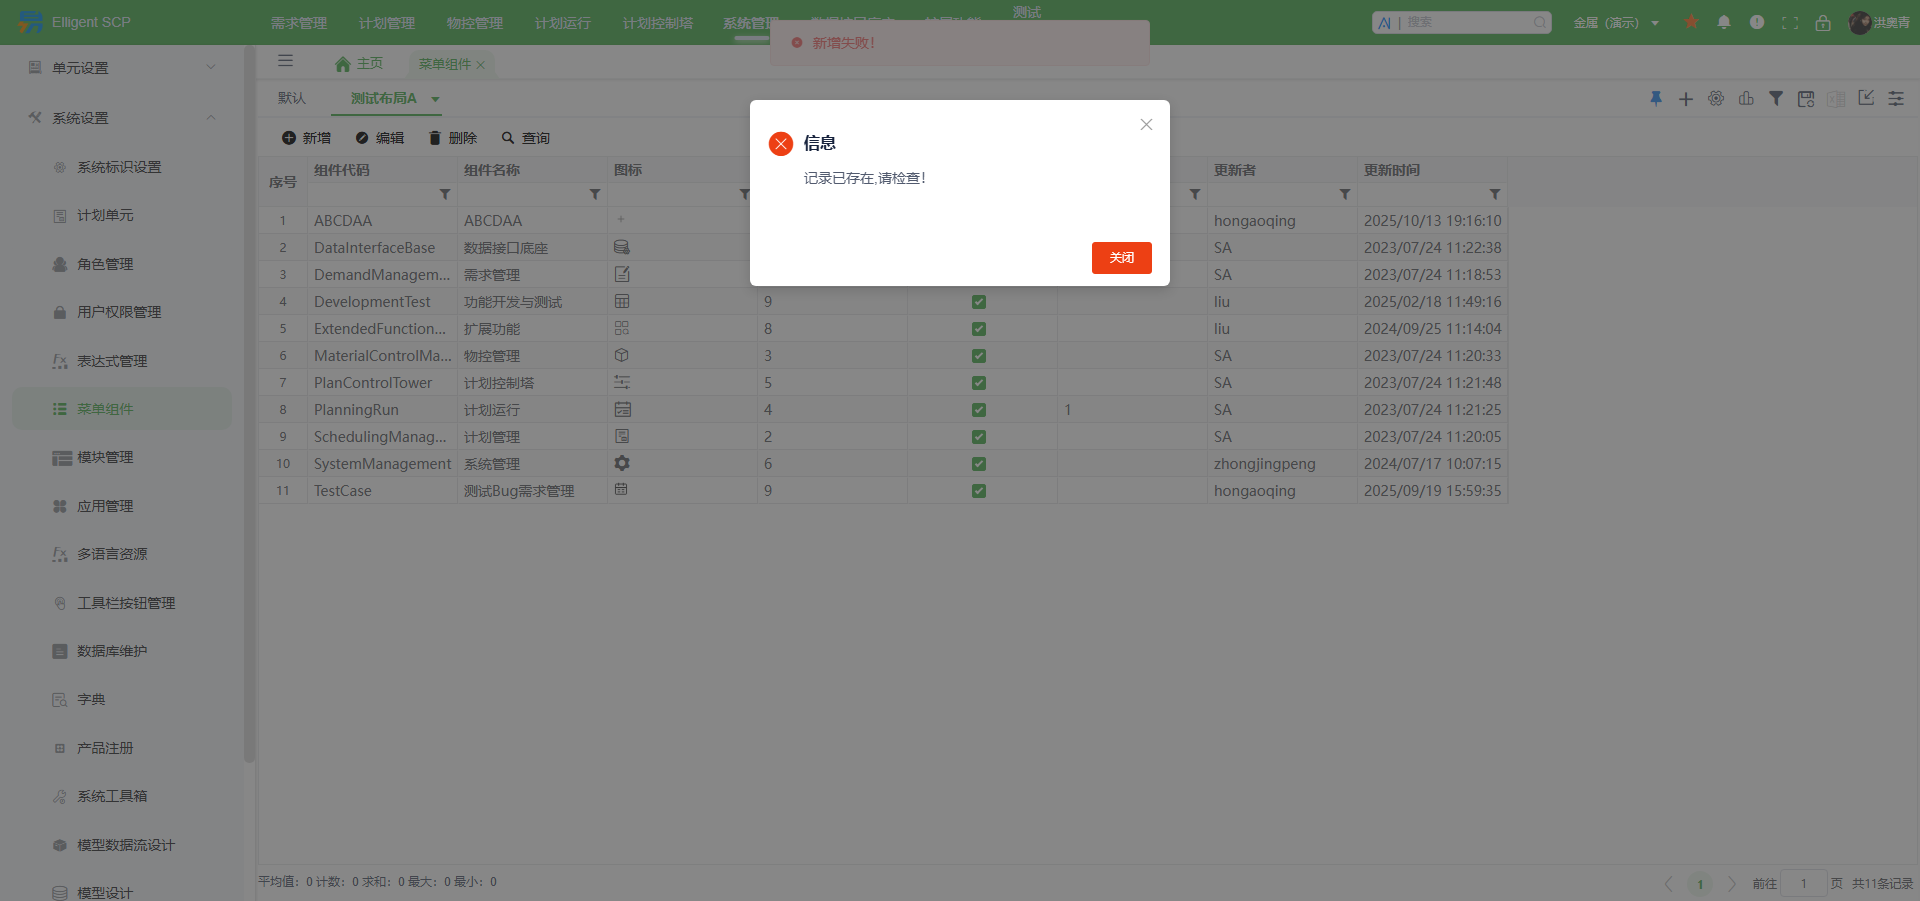 Elligent SCP
需求管理
计划管理
物控管理
计划运行
计划控制塔
系统管理
测试
AI | 搜索
金属（演示）
洪奥青
新增失败！
单元设置
系统设置
系统标识设置
计划单元
角色管理
用户权限管理
表达式管理
菜单组件
模块管理
应用管理
多语言资源
工具栏按钮管理
数据库维护
字典
产品注册
系统工具箱
模型数据流设计
模型设计
主页
菜单组件
默认
测试布局A
新增
编辑
删除
查询
信息
记录已存在,请检查!
关闭
序号 组件代码 组件名称 图标 更新者 更新时间
1 ABCDAA ABCDAA hongaoqing 2025/10/13 19:16:10
2 DataInterfaceBase 数据接口底座 SA 2023/07/24 11:22:38
3 DemandManagem... 需求管理 SA 2023/07/24 11:18:53
4 DevelopmentTest 功能开发与测试 9 liu 2025/02/18 11:49:16
5 ExtendedFunction... 扩展功能 8 liu 2024/09/25 11:14:04
6 MaterialControlMa... 物控管理 3 SA 2023/07/24 11:20:33
7 PlanControlTower 计划控制塔 5 SA 2023/07/24 11:21:48
8 PlanningRun 计划运行 4 1 SA 2023/07/24 11:21:25
9 SchedulingManag... 计划管理 2 SA 2023/07/24 11:20:05
10 SystemManagement 系统管理 6 zhongjingpeng 2024/07/17 10:07:15
11 TestCase 测试Bug需求管理 9 hongaoqing 2025/09/19 15:59:35
平均值：0 计数：0 求和：0 最大：0 最小：0
1
前往 1 页 共11条记录